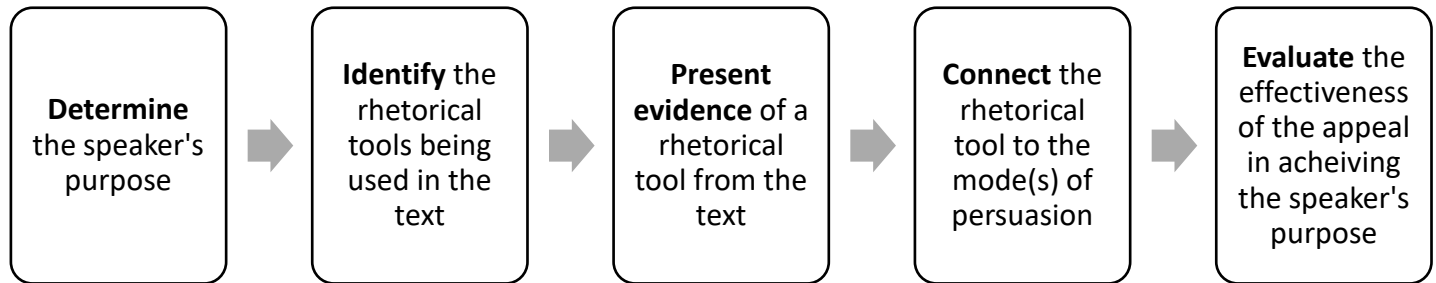 Determine
the speaker's
purpose
Identify the
rhetorical
tools being
used in the
text
Present
evidence of a
rhetorical
tool from the
text
Connect the
rhetorical
tool to the
mode(s) of
persuasion
Evaluate the
effectiveness
of the appeal
in acheiving
the speaker's
purpose